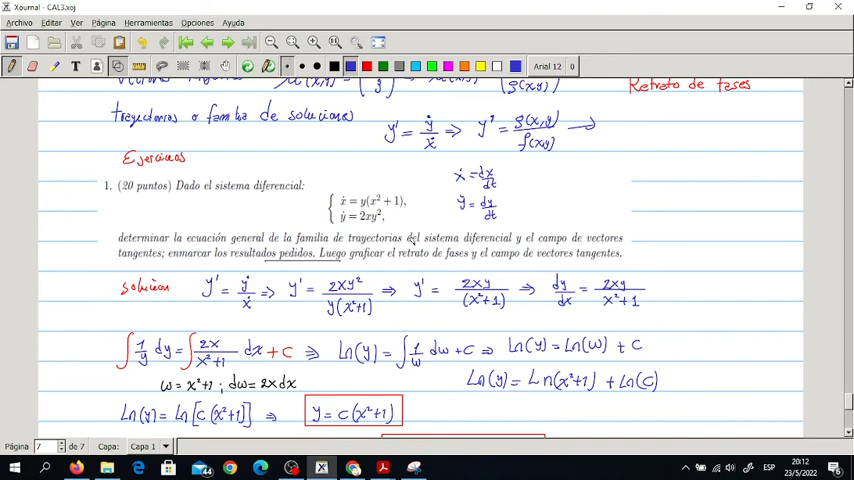 Xournal - CAL3.xoj
Archivo Editar Ver Página Herramientas Opciones Ayuda
Arial 12 0
(x,y) =
Retrato de fases
trayectorias o familia de soluciones
y' = ẏ/ẋ ⇒ y' = g(x,y)/f(x,y) →
Ejercicios
ẋ = dx/dt
ẏ = dy/dt
1. (20 puntos) Dado el sistema diferencial:
{ ẋ = y(x² + 1),
ẏ = 2xy²,
determinar la ecuación general de la familia de trayectorias del sistema diferencial y el campo de vectores
tangentes; enmarcar los resultados pedidos. Luego graficar el retrato de fases y el campo de vectores tangentes.
solucion y' = ẏ/ẋ ⇒ y' = 2xy²/y(x²+1) ⇒ y' = 2xy/(x²+1) ⇒ dy/dx = 2xy/x²+1
∫ 1/y dy = ∫ 2x/x²+1 dx + C ⇒ Ln(y) = ∫ 1/ω dω + C ⇒ Ln(y) = Ln(ω) + C
ω = x²+1 ; dω = 2x dx
Ln(y) = Ln(x²+1) + Ln(C)
Ln(y) = Ln[C(x²+1)] ⇒ y = C(x²+1)
Página 7 de 7 Capa: Capa 1
44
ESP
20:12
23/5/2022
6